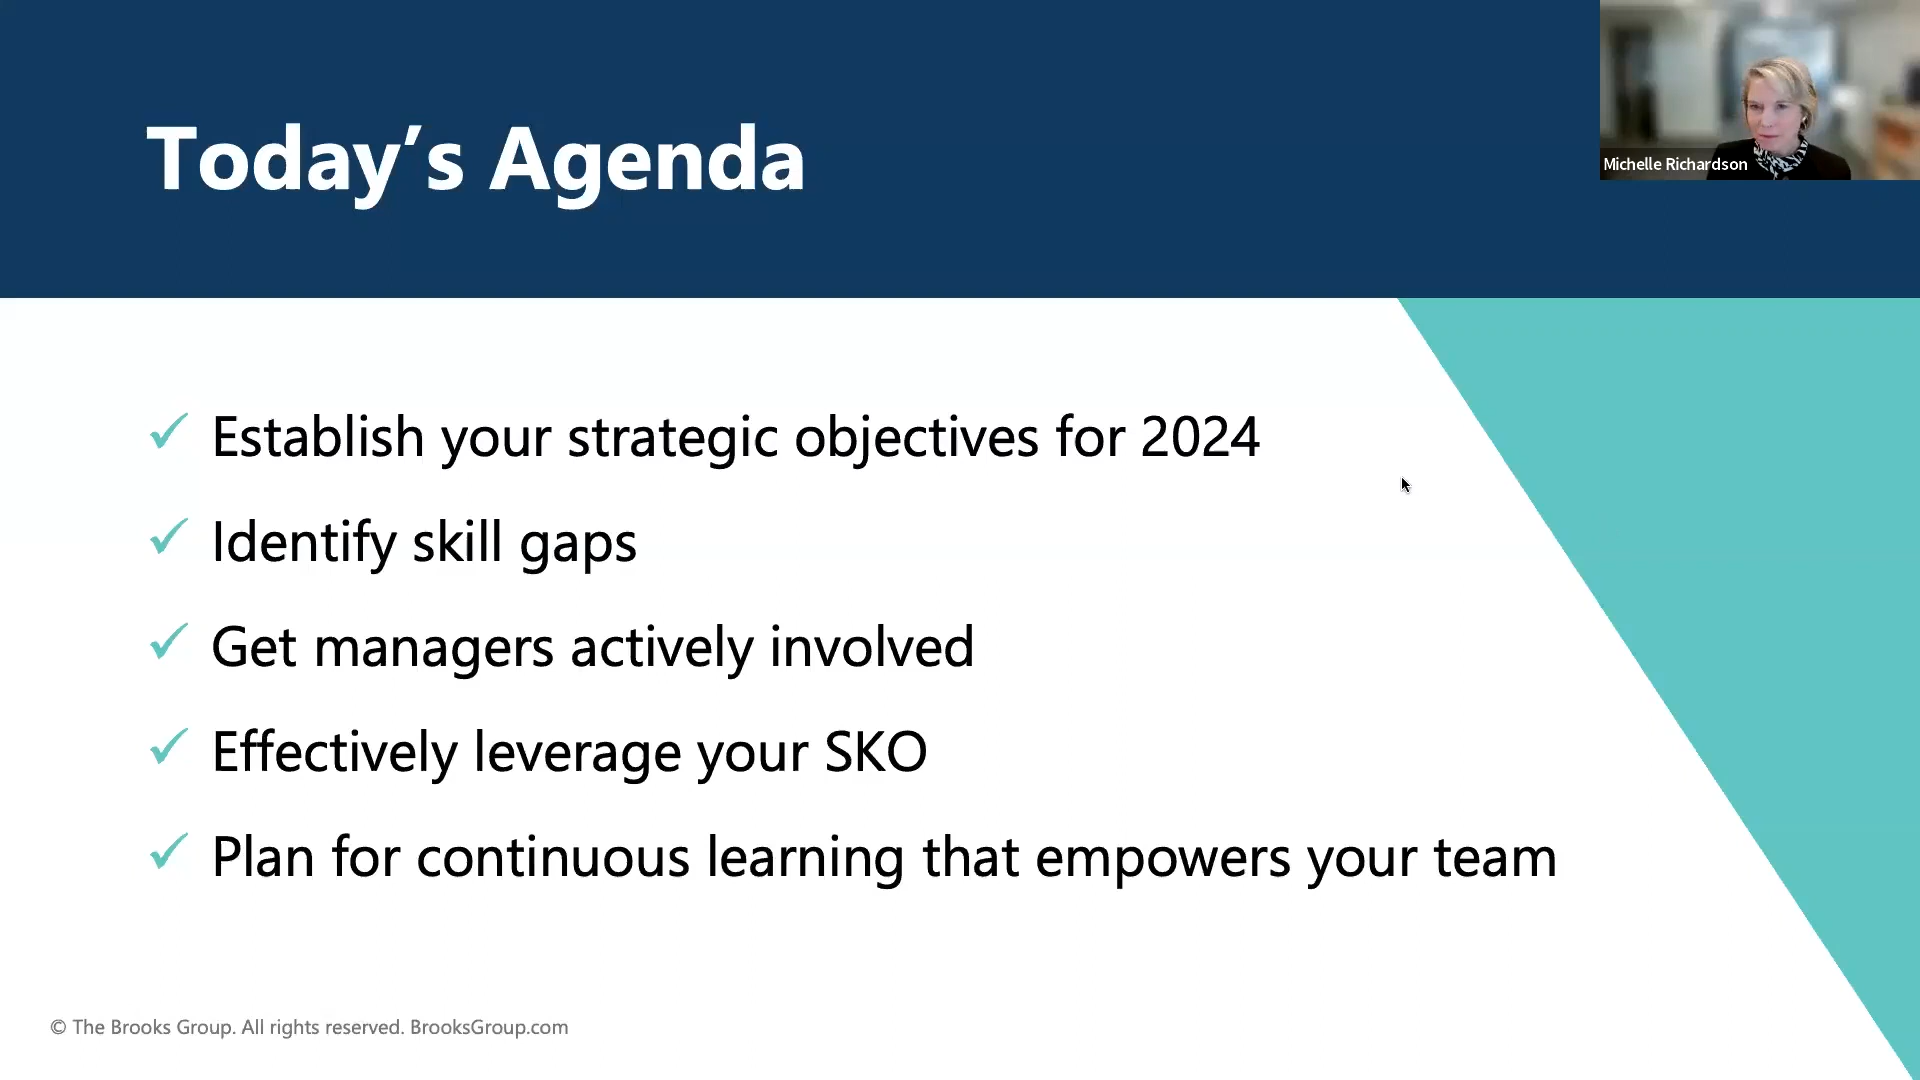 Today’s Agenda
Michelle Richardson
✓ Establish your strategic objectives for 2024
✓ Identify skill gaps
✓ Get managers actively involved
✓ Effectively leverage your SKO
✓ Plan for continuous learning that empowers your team
© The Brooks Group. All rights reserved. BrooksGroup.com